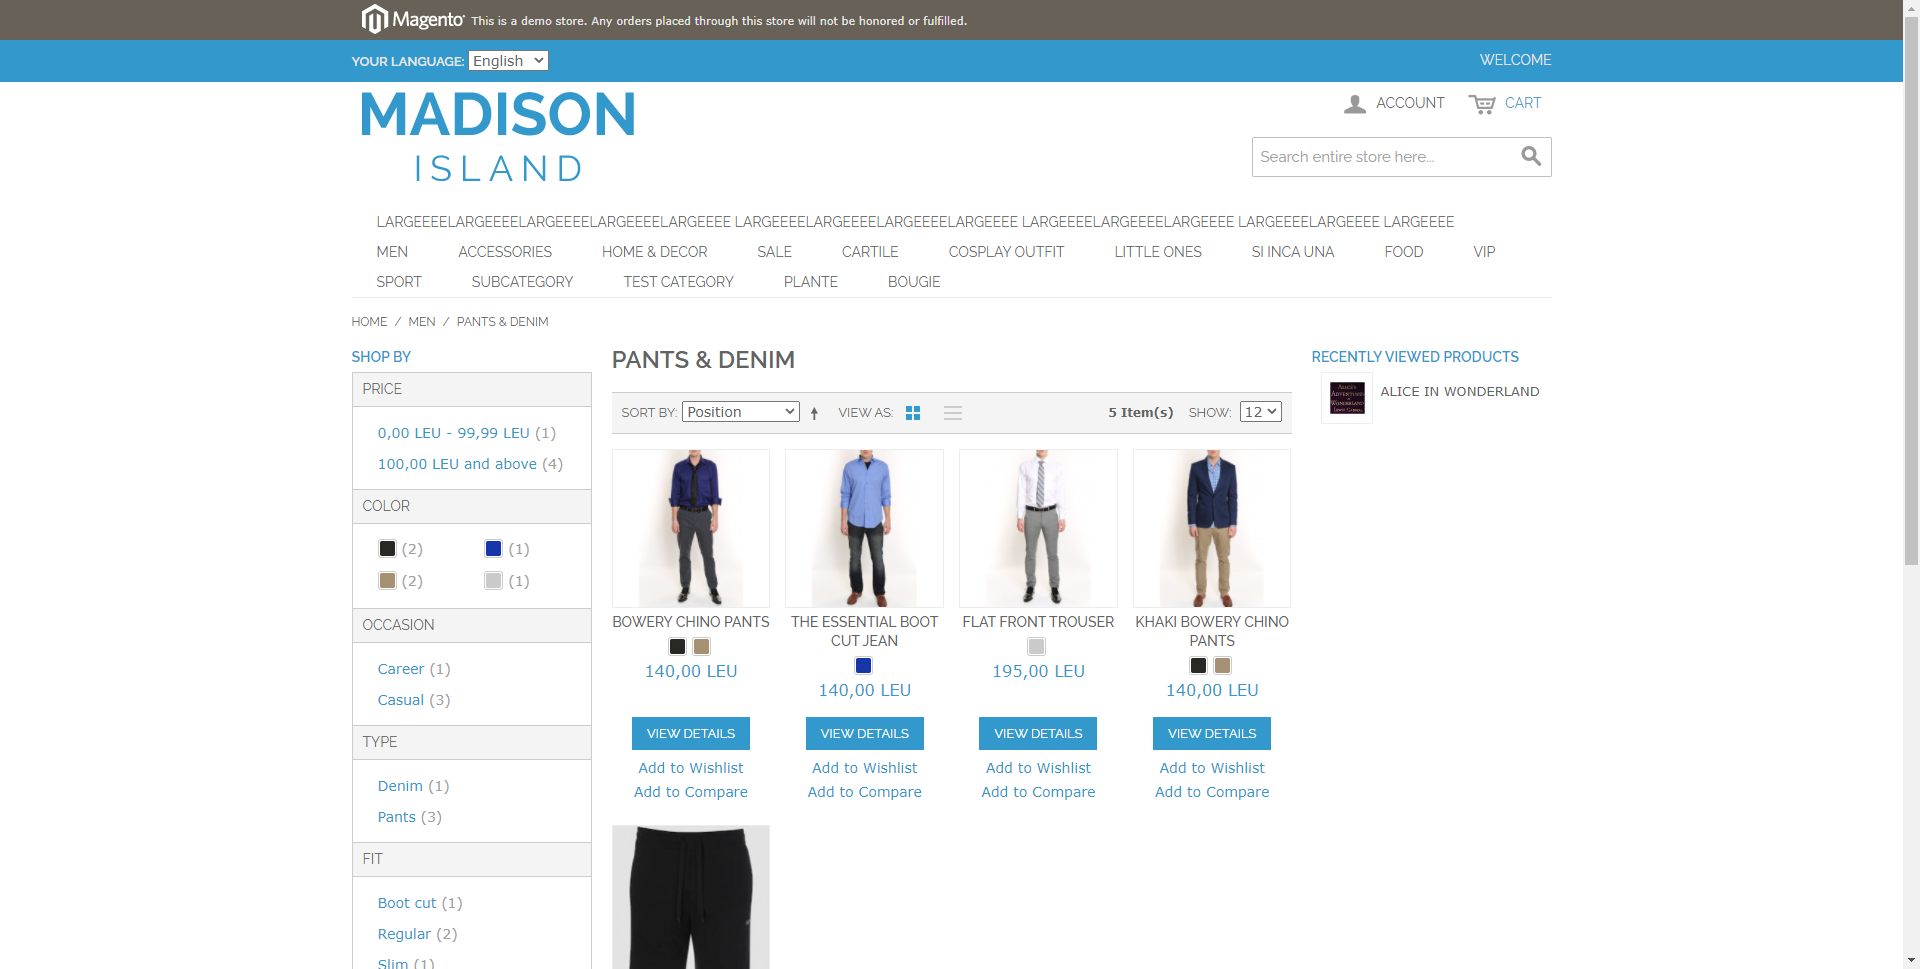 Magento® This is a demo store. Any orders placed through this store will not be honored or fulfilled.
YOUR LANGUAGE: English
WELCOME
MADISON
ISLAND
ACCOUNT
CART
Search entire store here...
LARGEEEELARGEEEELARGEEEELARGEEEELARGEEEE LARGEEEELARGEEEELARGEEEELARGEEEE LARGEEEELARGEEEELARGEEEE LARGEEEELARGEEEE LARGEEEE
MEN ACCESSORIES HOME & DECOR SALE CARTILE COSPLAY OUTFIT LITTLE ONES SI INCA UNA FOOD VIP
SPORT SUBCATEGORY TEST CATEGORY PLANTE BOUGIE
HOME / MEN / PANTS & DENIM
SHOP BY
PRICE
0,00 LEU - 99,99 LEU (1)
100,00 LEU and above (4)
COLOR
(2) (1)
(2) (1)
OCCASION
Career (1)
Casual (3)
TYPE
Denim (1)
Pants (3)
FIT
Boot cut (1)
Regular (2)
Slim (1)
PANTS & DENIM
SORT BY: Position VIEW AS: 5 Item(s) SHOW: 12
BOWERY CHINO PANTS
140,00 LEU
VIEW DETAILS
Add to Wishlist
Add to Compare
THE ESSENTIAL BOOT
CUT JEAN
140,00 LEU
VIEW DETAILS
Add to Wishlist
Add to Compare
FLAT FRONT TROUSER
195,00 LEU
VIEW DETAILS
Add to Wishlist
Add to Compare
KHAKI BOWERY CHINO
PANTS
140,00 LEU
VIEW DETAILS
Add to Wishlist
Add to Compare
RECENTLY VIEWED PRODUCTS
ALICE IN WONDERLAND
ALICE'S
ADVENTURES
IN
WONDERLAND
LEWIS CARROLL